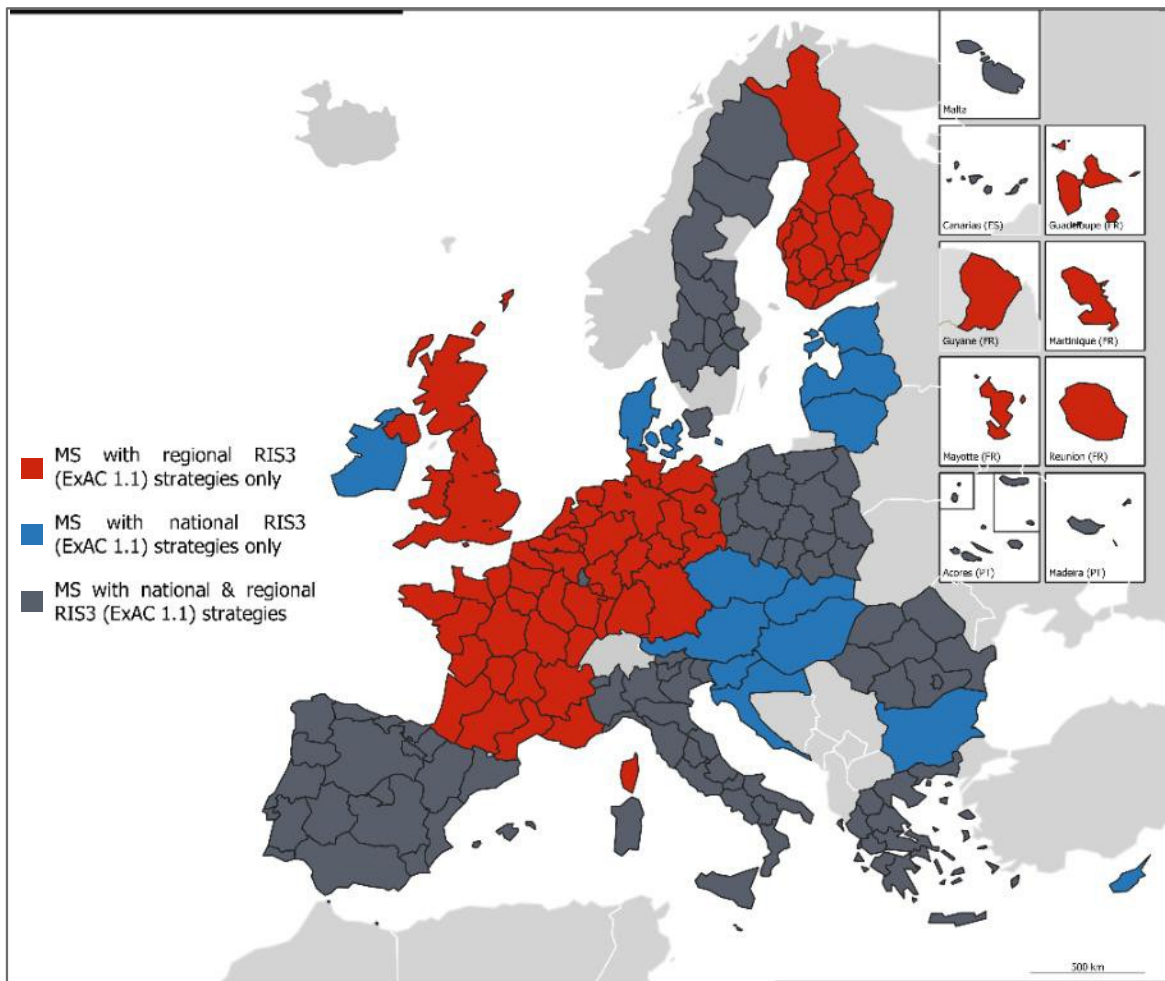 MS with regional RIS3
(ExAC 1.1) strategies only
MS with national RIS3
(ExAC 1.1) strategies only
MS with national & regional
RIS3 (ExAC 1.1) strategies
Malta
Canarias (ES)
Guadeloupe (FR)
Guyane (FR)
Martinique (FR)
Mayotte (FR)
Reunion (FR)
Acores (PT)
Madeira (PT)
500 km